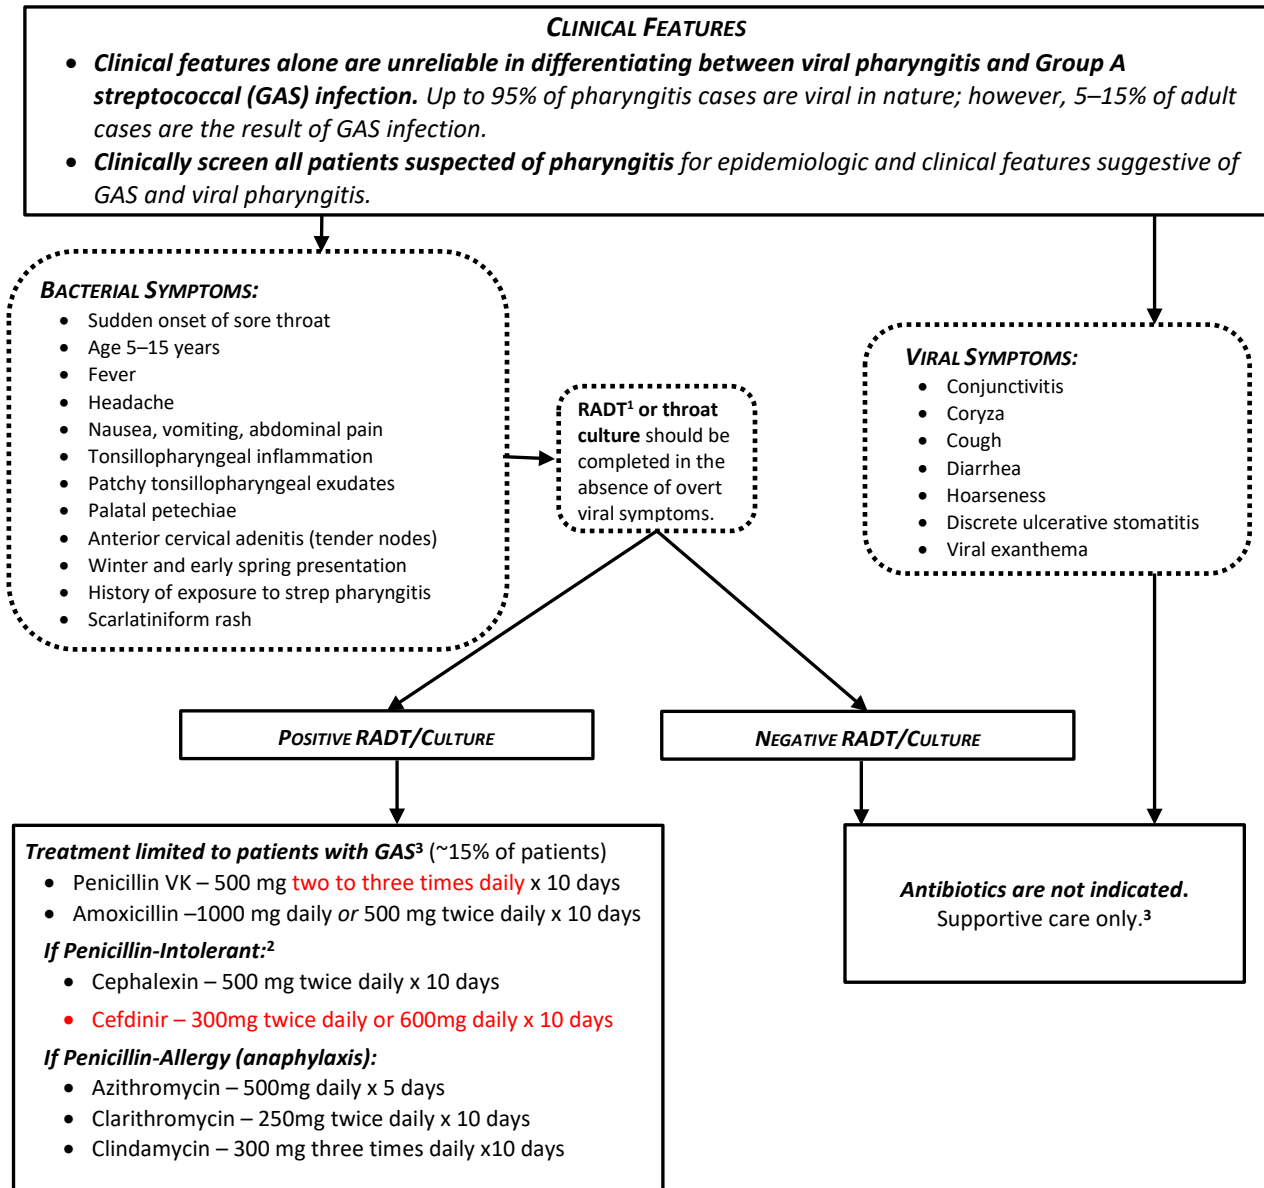 CLINICAL FEATURES
• Clinical features alone are unreliable in differentiating between viral pharyngitis and Group A
streptococcal (GAS) infection. Up to 95% of pharyngitis cases are viral in nature; however, 5–15% of adult
cases are the result of GAS infection.
• Clinically screen all patients suspected of pharyngitis for epidemiologic and clinical features suggestive of
GAS and viral pharyngitis.
BACTERIAL SYMPTOMS:
• Sudden onset of sore throat
• Age 5–15 years
• Fever
• Headache
• Nausea, vomiting, abdominal pain
• Tonsillopharyngeal inflammation
• Patchy tonsillopharyngeal exudates
• Palatal petechiae
• Anterior cervical adenitis (tender nodes)
• Winter and early spring presentation
• History of exposure to strep pharyngitis
• Scarlatiniform rash
RADT¹ or throat
culture should be
completed in the
absence of overt
viral symptoms.
VIRAL SYMPTOMS:
• Conjunctivitis
• Coryza
• Cough
• Diarrhea
• Hoarseness
• Discrete ulcerative stomatitis
• Viral exanthema
POSITIVE RADT/CULTURE
NEGATIVE RADT/CULTURE
Treatment limited to patients with GAS³ (~15% of patients)
• Penicillin VK – 500 mg two to three times daily x 10 days
• Amoxicillin –1000 mg daily or 500 mg twice daily x 10 days
If Penicillin-Intolerant:²
• Cephalexin – 500 mg twice daily x 10 days
• Cefdinir – 300mg twice daily or 600mg daily x 10 days
If Penicillin-Allergy (anaphylaxis):
• Azithromycin – 500mg daily x 5 days
• Clarithromycin – 250mg twice daily x 10 days
• Clindamycin – 300 mg three times daily x10 days
Antibiotics are not indicated.
Supportive care only.³